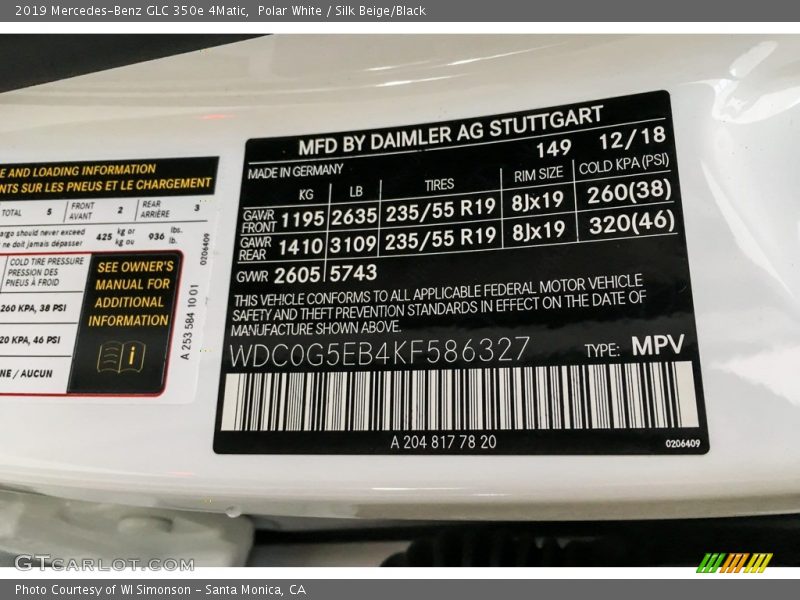 2019 Mercedes-Benz GLC 350e 4Matic,  Polar White / Silk Beige/Black
E AND LOADING INFORMATION
NTS SUR LES PNEUS ET LE CHARGEMENT
TOTAL 5 FRONT AVANT 2 REAR ARRIÈRE 3
argo should never exceed 425 kg or 936 lbs.
ne doit jamais dépasser kg ou lb.
COLD TIRE PRESSURE
PRESSION DES
PNEUS À FROID
260 KPA, 38 PSI
20 KPA, 46 PSI
NE / AUCUN
SEE OWNER'S
MANUAL FOR
ADDITIONAL
INFORMATION
A 253 584 10 01
0206409
MFD BY DAIMLER AG STUTTGART
149 12/18
MADE IN GERMANY
KG LB TIRES RIM SIZE COLD KPA(PSI)
GAWR FRONT 1195 2635 235/55 R19 8Jx19 260(38)
GAWR REAR 1410 3109 235/55 R19 8Jx19 320(46)
GWR 2605 5743
THIS VEHICLE CONFORMS TO ALL APPLICABLE FEDERAL MOTOR VEHICLE
SAFETY AND THEFT PREVENTION STANDARDS IN EFFECT ON THE DATE OF
MANUFACTURE SHOWN ABOVE.
WDC0G5EB4KF586327 TYPE: MPV
A 204 817 78 20
0206409
GTCARLOT.COM
Photo Courtesy of WI Simonson – Santa Monica, CA